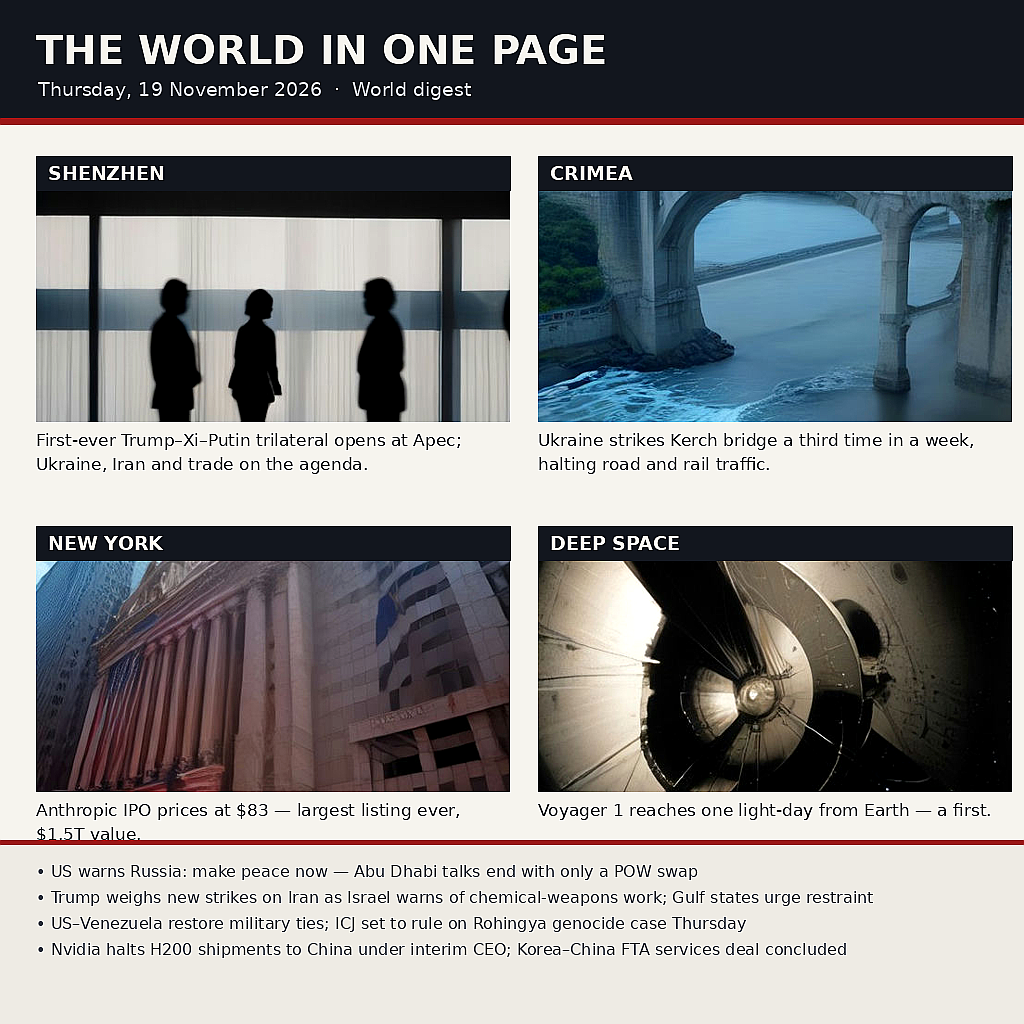 THE WORLD IN ONE PAGE
Thursday, 19 November 2026 · World digest
SHENZHEN
First-ever Trump–Xi–Putin trilateral opens at Apec;
Ukraine, Iran and trade on the agenda.
CRIMEA
Ukraine strikes Kerch bridge a third time in a week,
halting road and rail traffic.
NEW YORK
Anthropic IPO prices at $83 — largest listing ever,
$1.5T value.
DEEP SPACE
Voyager 1 reaches one light-day from Earth — a first.
• US warns Russia: make peace now — Abu Dhabi talks end with only a POW swap
• Trump weighs new strikes on Iran as Israel warns of chemical-weapons work; Gulf states urge restraint
• US–Venezuela restore military ties; ICJ set to rule on Rohingya genocide case Thursday
• Nvidia halts H200 shipments to China under interim CEO; Korea–China FTA services deal concluded